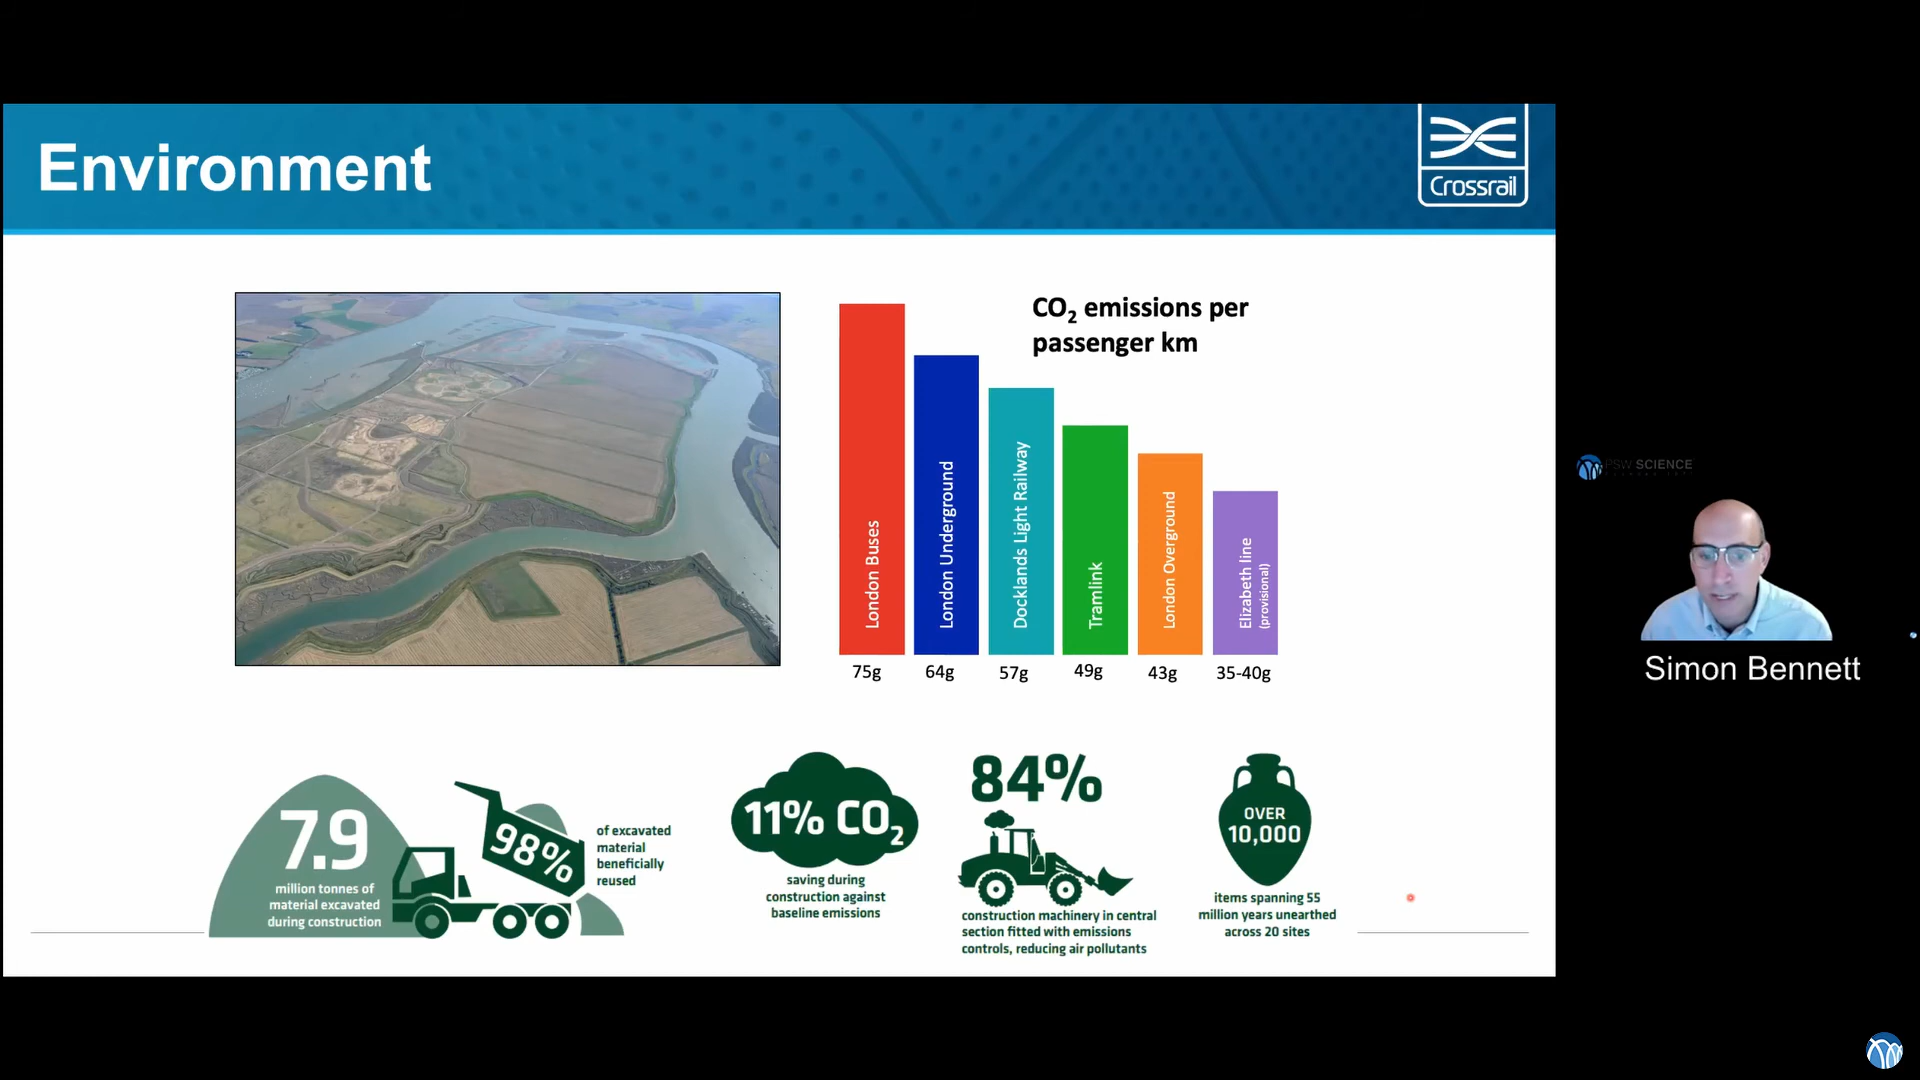 Environment
Crossrail
CO2 emissions per
passenger km
London Buses
London Underground
Docklands Light Railway
Tramlink
London Overground
Elizabeth line
(provisional)
75g
64g
57g
49g
43g
35-40g
7.9
million tonnes of
material excavated
during construction
98%
of excavated
material
beneficially
reused
11% CO2
saving during
construction against
baseline emissions
84%
construction machinery in central
section fitted with emissions
controls, reducing air pollutants
OVER
10,000
items spanning 55
million years unearthed
across 20 sites
PSW SCIENCE
Simon Bennett